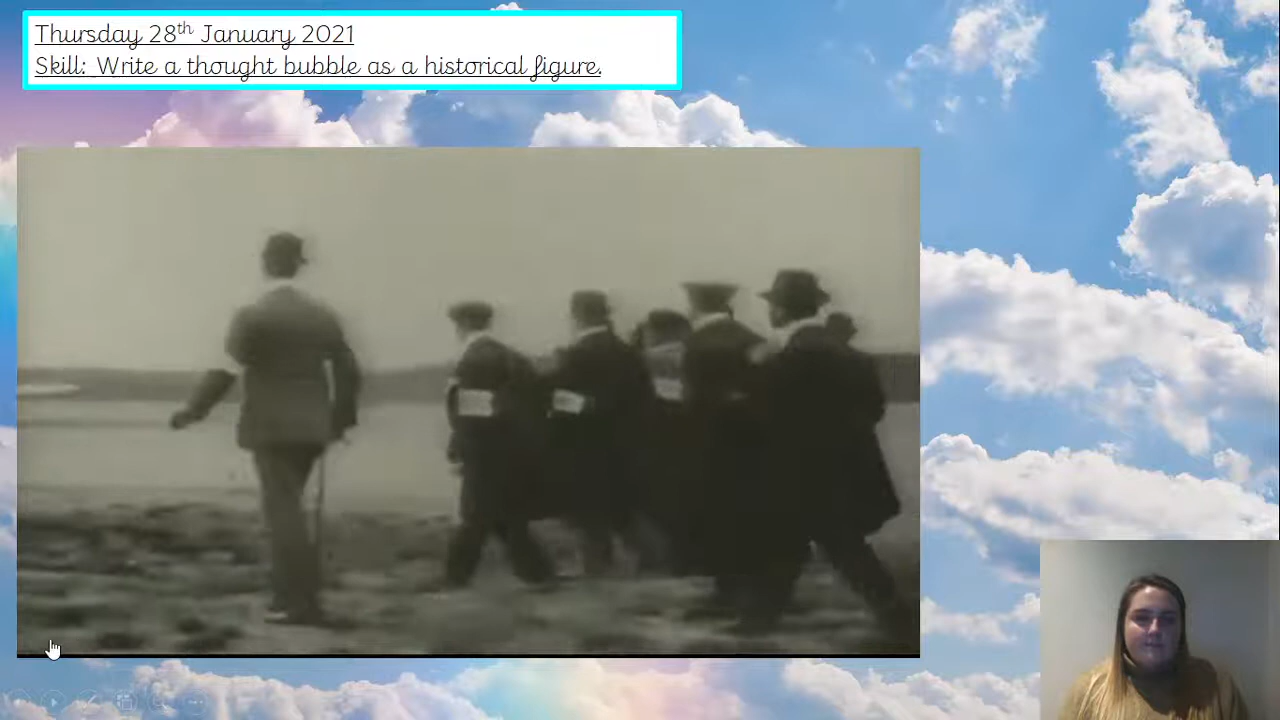 Thursday 28th January 2021
Skill: Write a thought bubble as a historical figure.